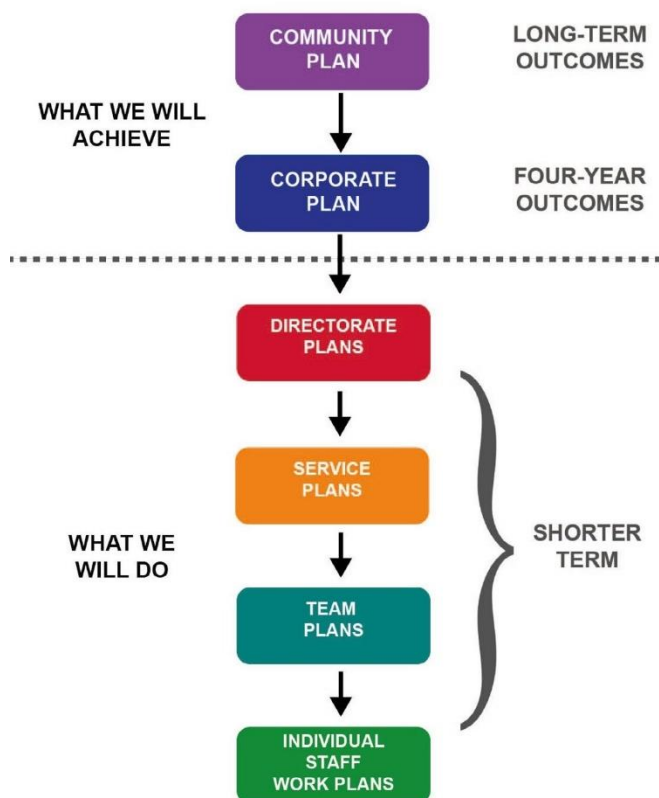 COMMUNITY
PLAN
LONG-TERM
OUTCOMES
WHAT WE WILL
ACHIEVE
CORPORATE
PLAN
FOUR-YEAR
OUTCOMES
DIRECTORATE
PLANS
SERVICE
PLANS
WHAT WE
WILL DO
SHORTER
TERM
TEAM
PLANS
INDIVIDUAL
STAFF
WORK PLANS